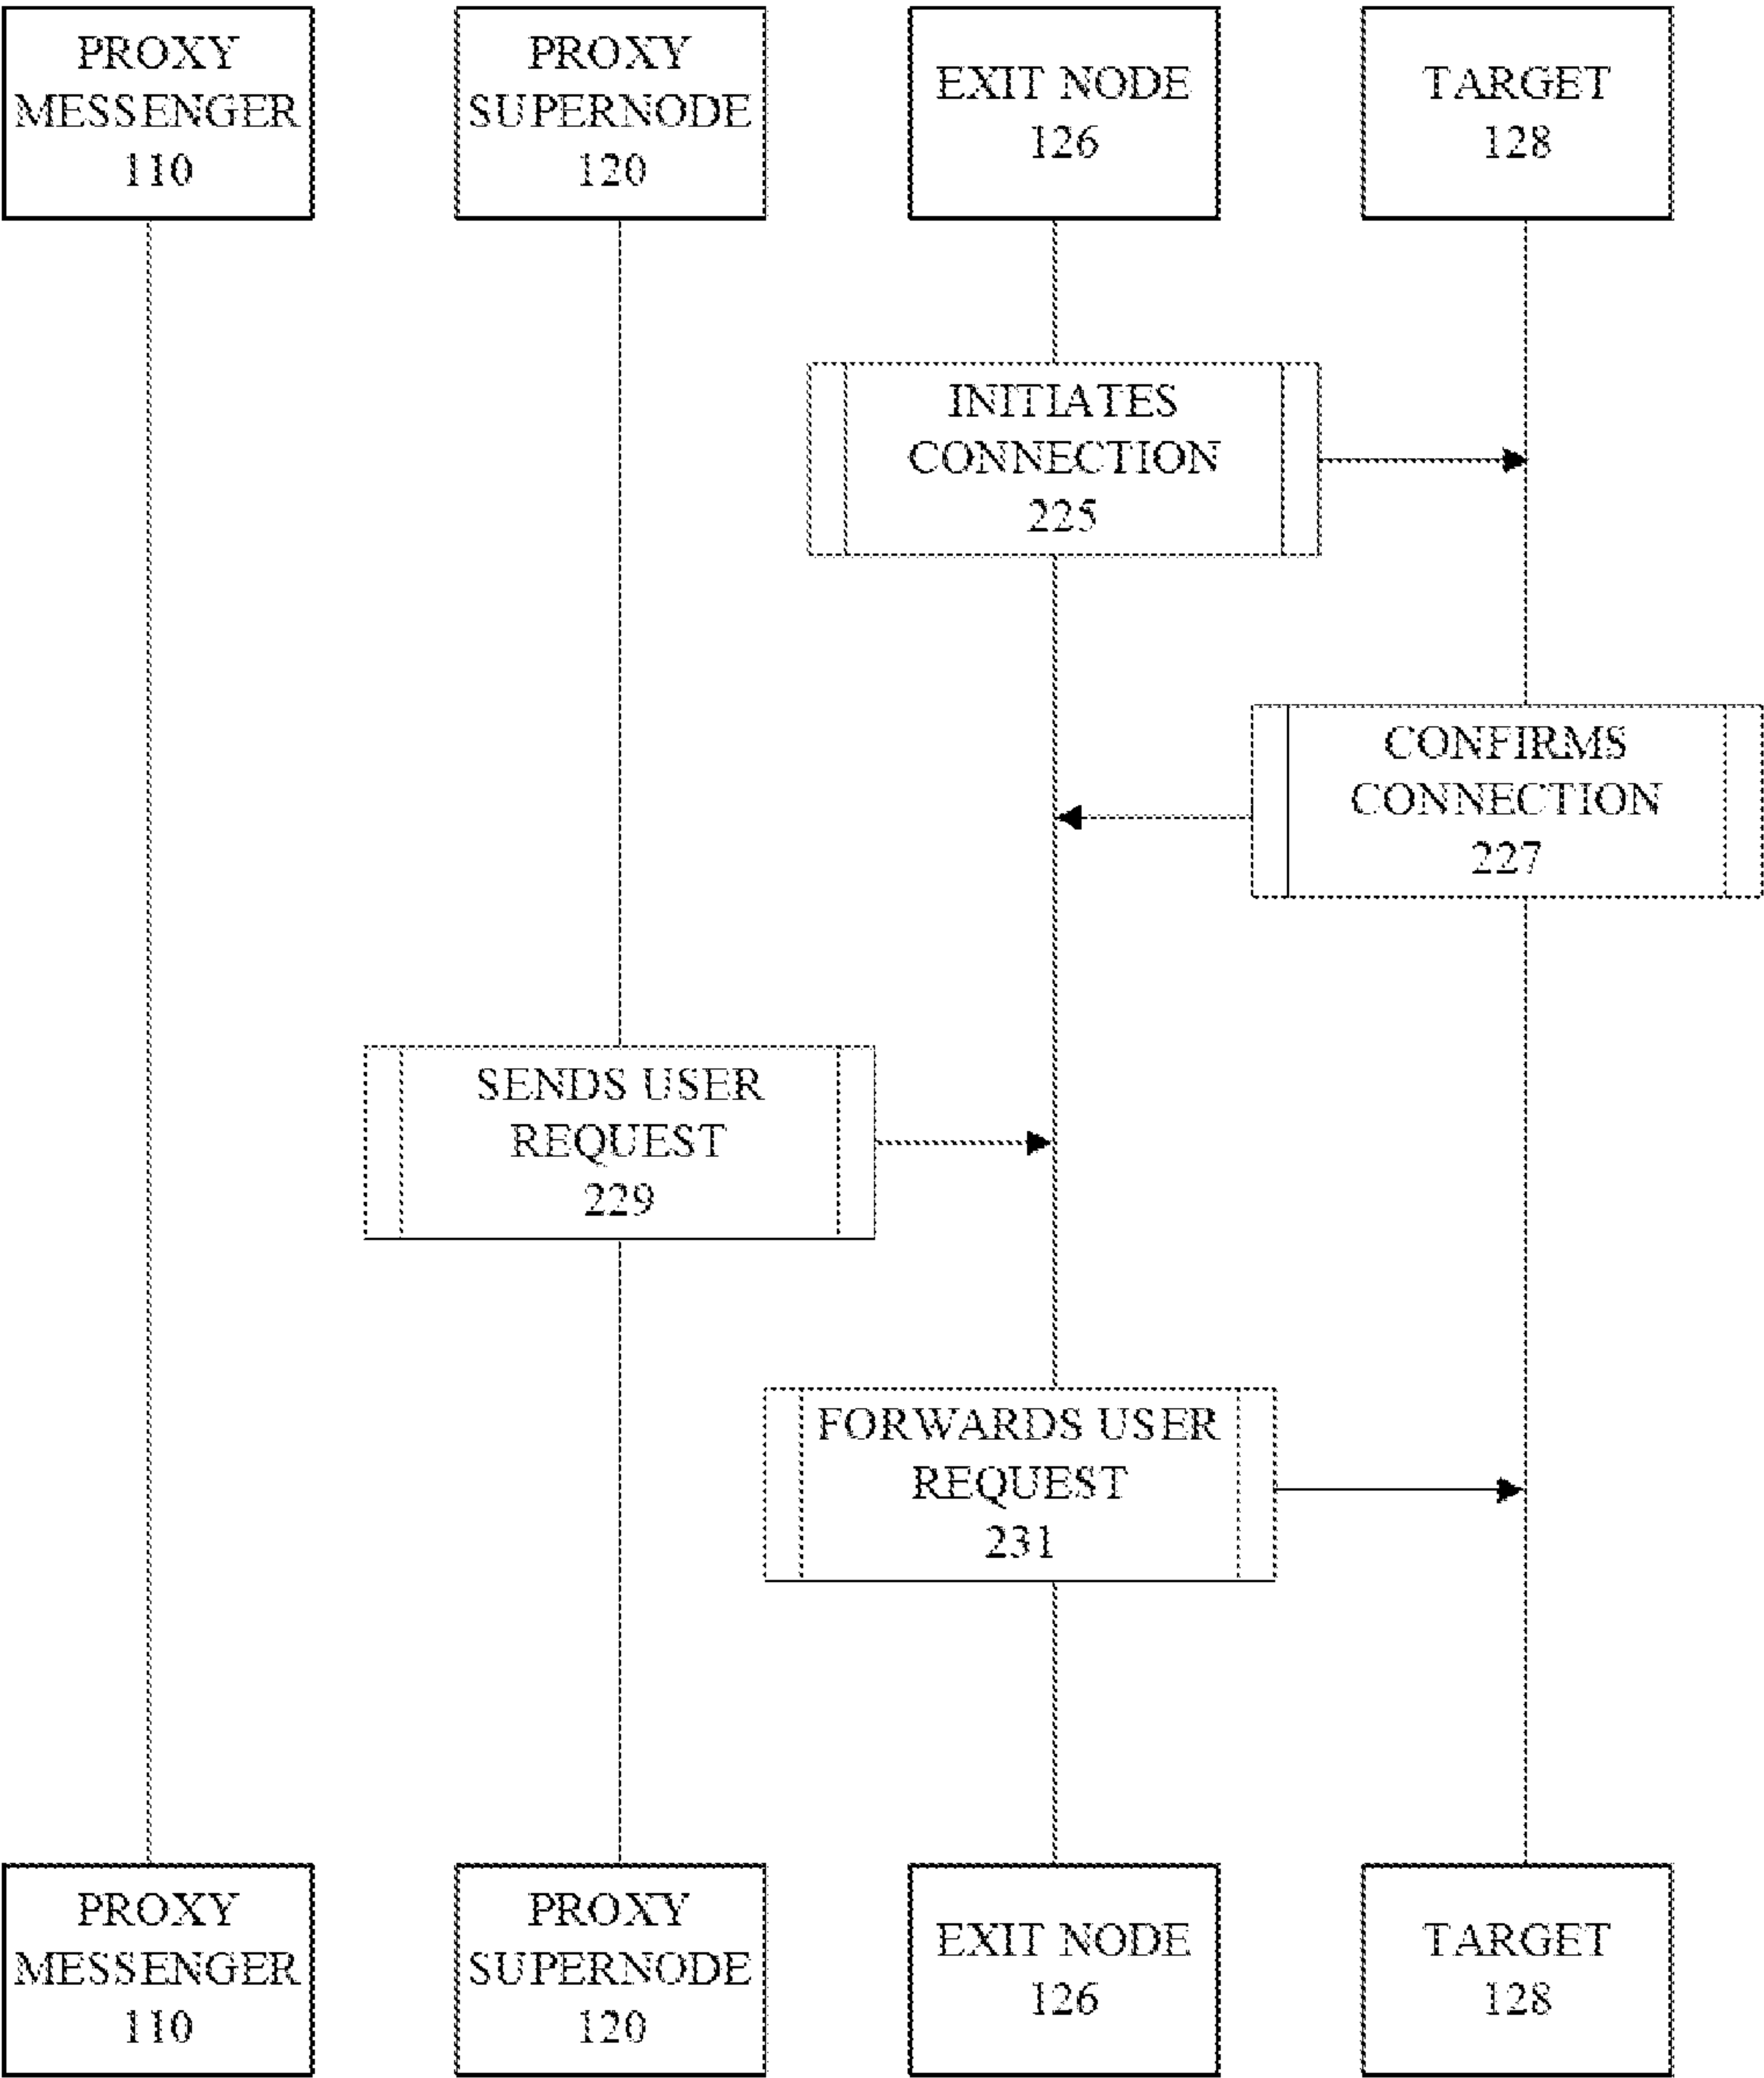 PROXY
MESSENGER
110
PROXY
SUPERNODE
120
EXIT NODE
126
TARGET
128
INITIATES
CONNECTION
225
CONFIRMS
CONNECTION
227
SENDS USER
REQUEST
229
FORWARDS USER
REQUEST
231
PROXY
MESSENGER
110
PROXY
SUPERNODE
120
EXIT NODE
126
TARGET
128